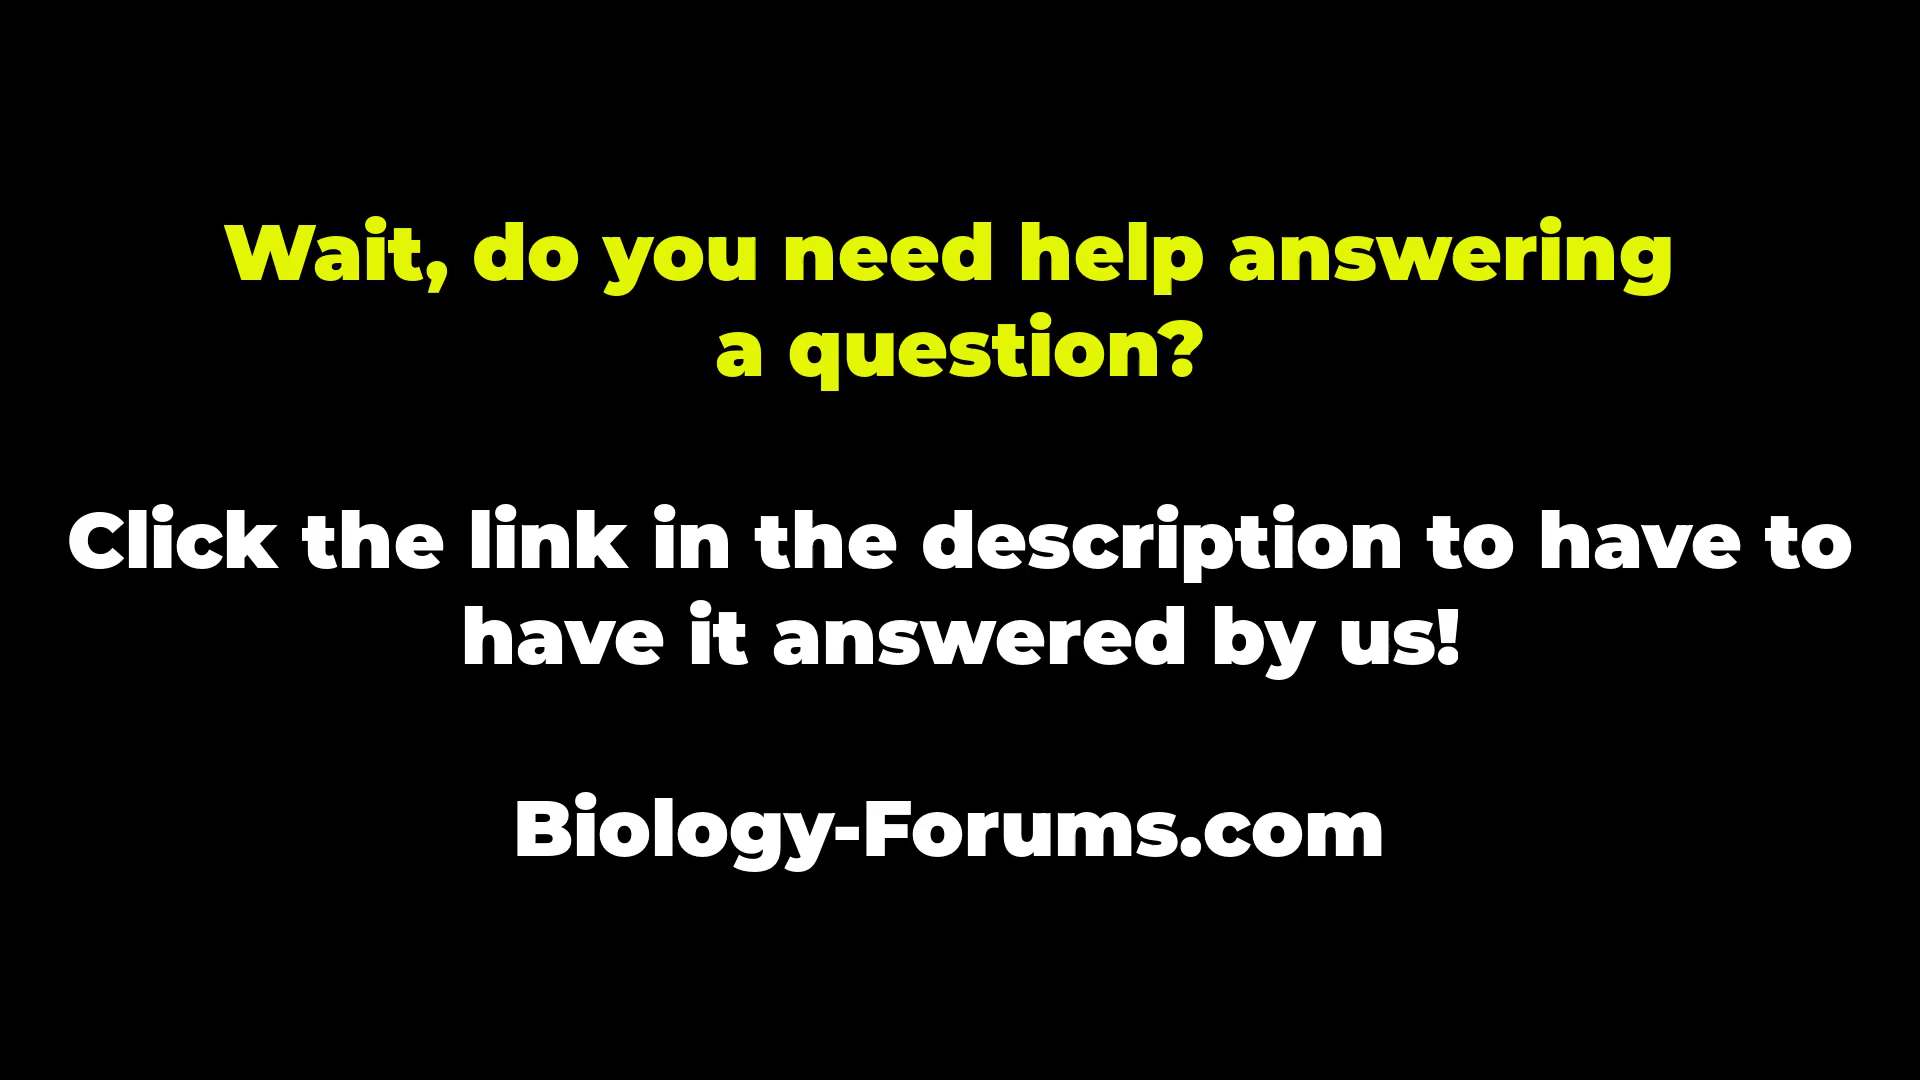 Wait, do you need help answering
a question?
Click the link in the description to have to
have it answered by us!
Biology-Forums.com